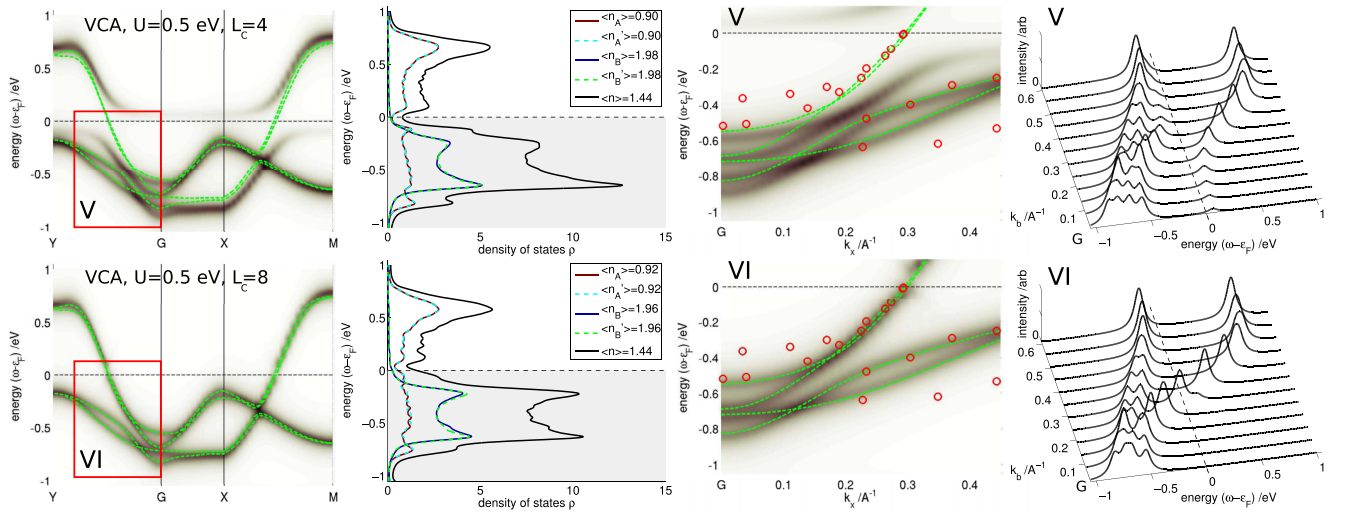 VCA, U=0.5 eV, L_C=4
energy (ω−ε_F) /eV
1
0.5
0
-0.5
-1
V
Y G X M
energy (ω−ε_F) /eV
1
0.5
0
-0.5
-1
<n_A>=0.90
<n_A'>=0.90
<n_B>=1.98
<n_B'>=1.98
<n>=1.44
0 5 10 15
density of states ρ
V
energy (ω−ε_F) /eV
0
-0.2
-0.4
-0.6
-0.8
-1
G 0.1 0.2 0.3 0.4
k_x /A⁻¹
V
intensity /arb
0
0.6
0.5
0.4
0.3
0.2
0.1
G
k_b /A⁻¹
−1 −0.5 0 0.5 1
energy (ω−ε_F) /eV
VCA, U=0.5 eV, L_C=8
energy (ω−ε_F) /eV
1
0.5
0
-0.5
-1
VI
Y G X M
energy (ω−ε_F) /eV
1
0.5
0
-0.5
-1
<n_A>=0.92
<n_A'>=0.92
<n_B>=1.96
<n_B'>=1.96
<n>=1.44
0 5 10 15
density of states ρ
VI
energy (ω−ε_F) /eV
0
-0.2
-0.4
-0.6
-0.8
-1
G 0.1 0.2 0.3 0.4
k_x /A⁻¹
VI
intensity /arb
0
0.6
0.5
0.4
0.3
0.2
0.1
G
k_b /A⁻¹
−1 −0.5 0 0.5 1
energy (ω−ε_F) /eV